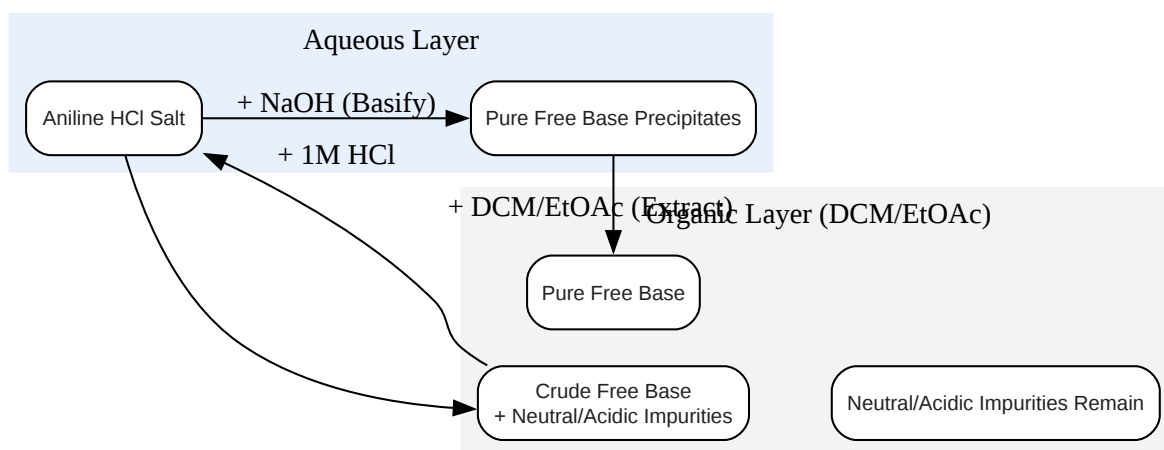 Aqueous Layer
Aniline HCl Salt
+ NaOH (Basify)
Pure Free Base Precipitates
+ 1M HCl
+ DCM/EtOAc (Extract)
Organic Layer (DCM/EtOAc)
Pure Free Base
Crude Free Base
+ Neutral/Acidic Impurities
Neutral/Acidic Impurities Remain